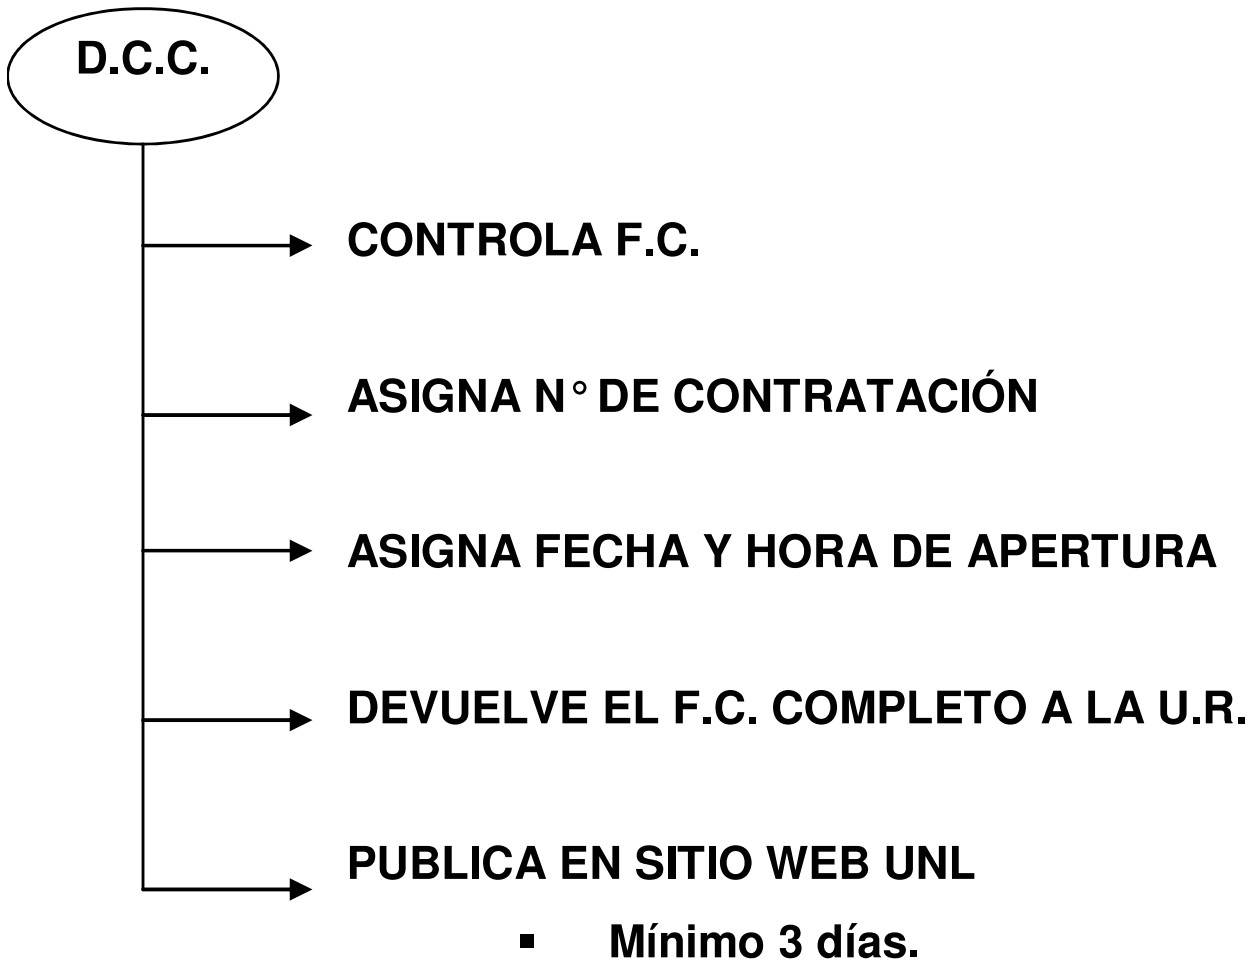 D.C.C.
CONTROLA F.C.
ASIGNA N° DE CONTRATACIÓN
ASIGNA FECHA Y HORA DE APERTURA
DEVUELVE EL F.C. COMPLETO A LA U.R.
PUBLICA EN SITIO WEB UNL
▪ Mínimo 3 días.